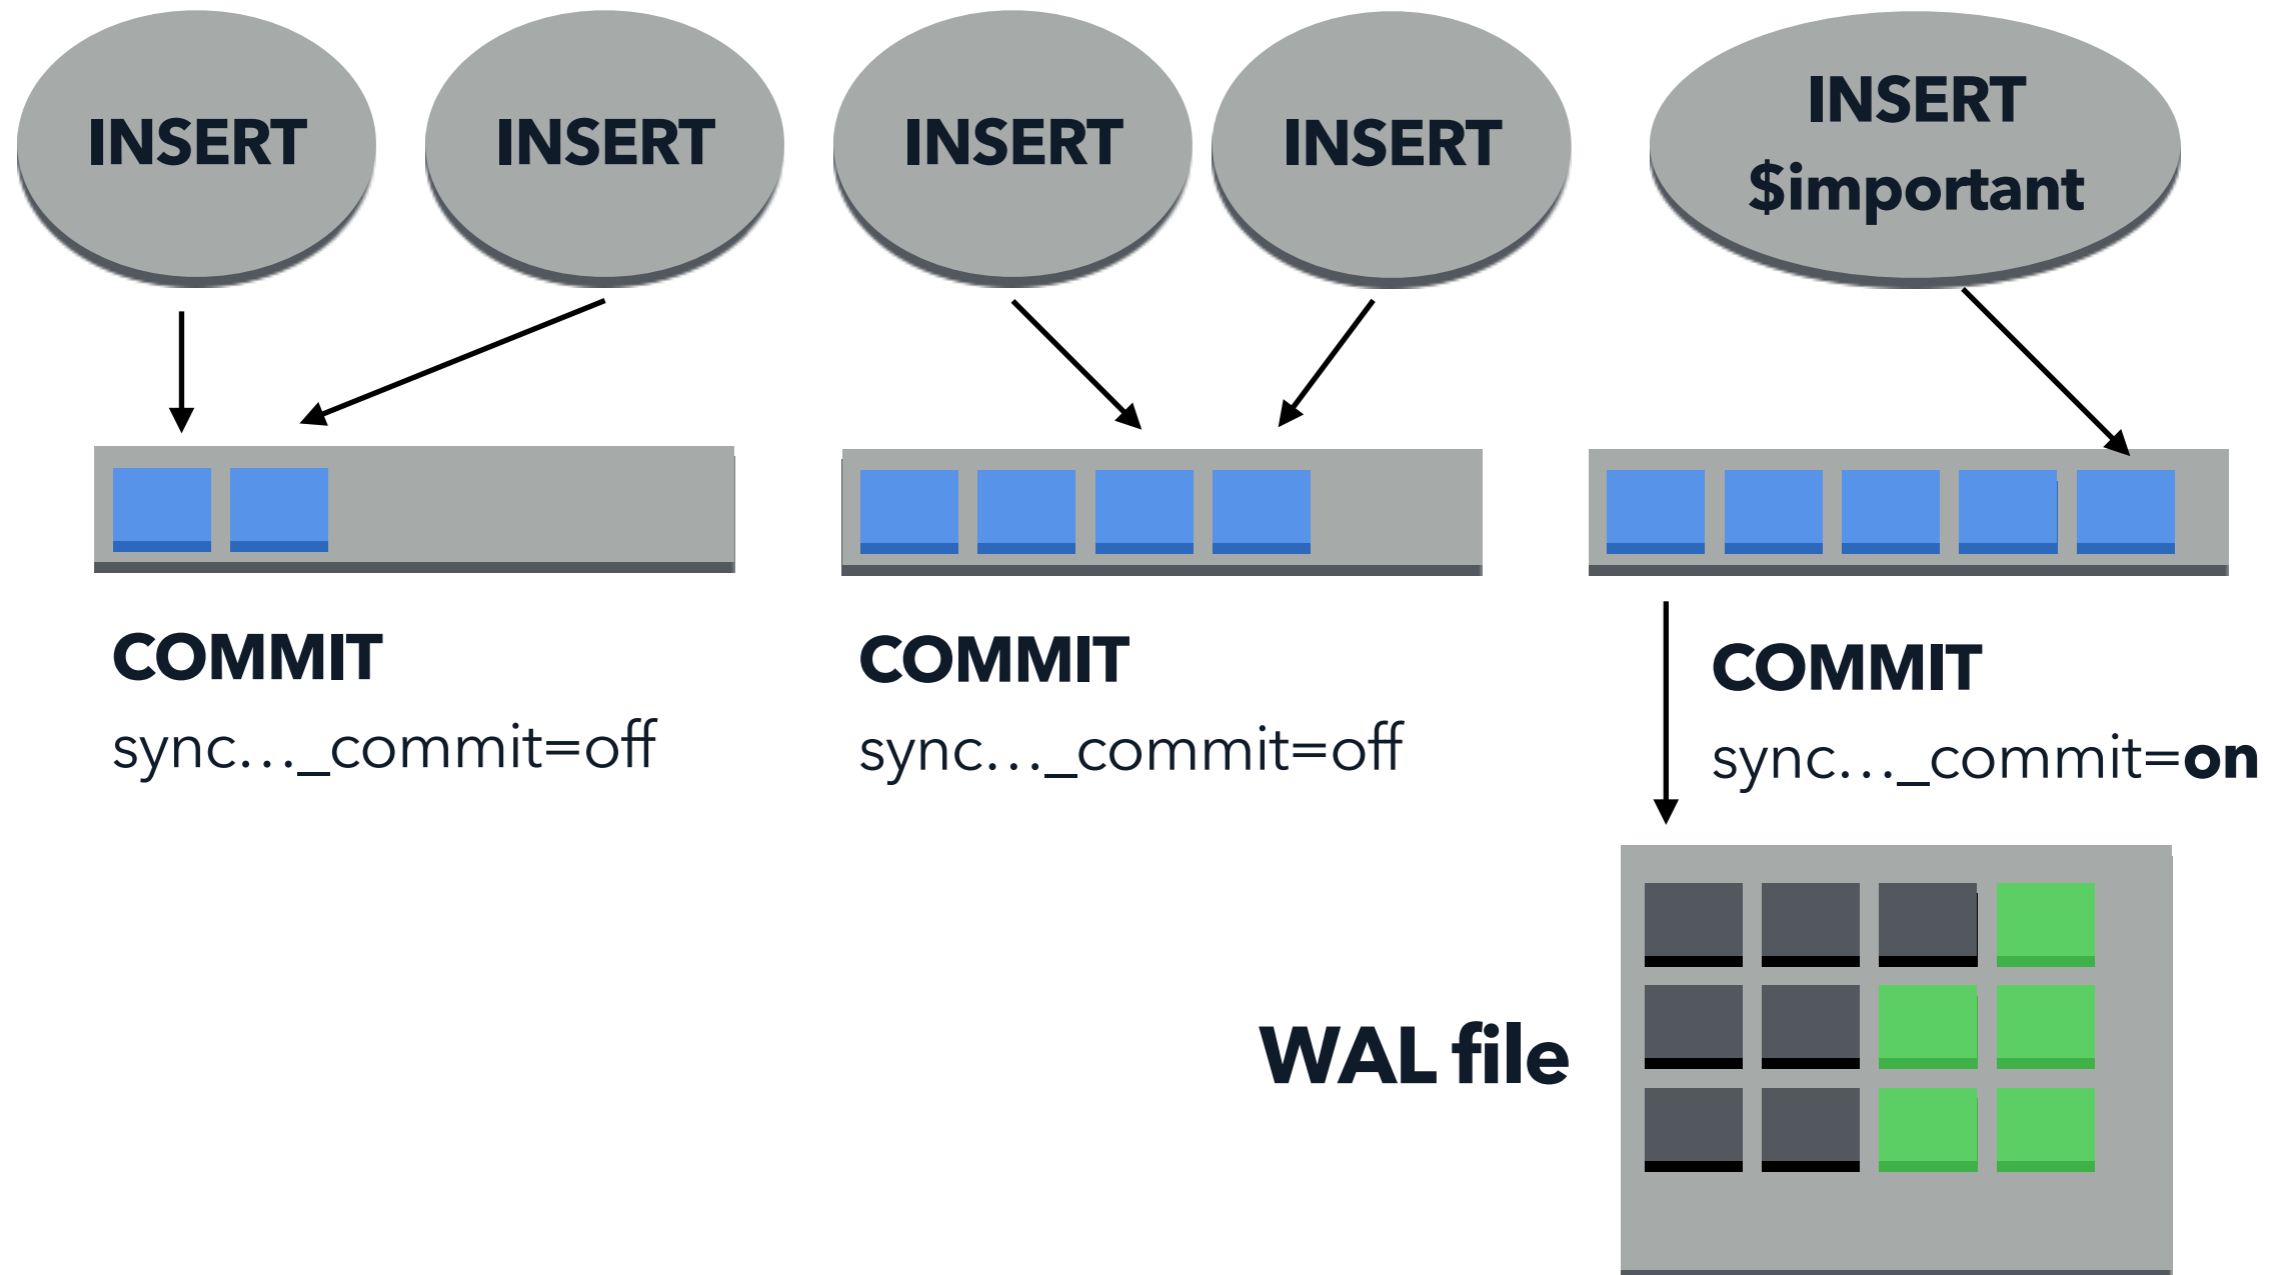 INSERT
INSERT
INSERT
INSERT
INSERT
$important
COMMIT
sync…_commit=off
COMMIT
sync…_commit=off
COMMIT
sync…_commit=on
WAL file